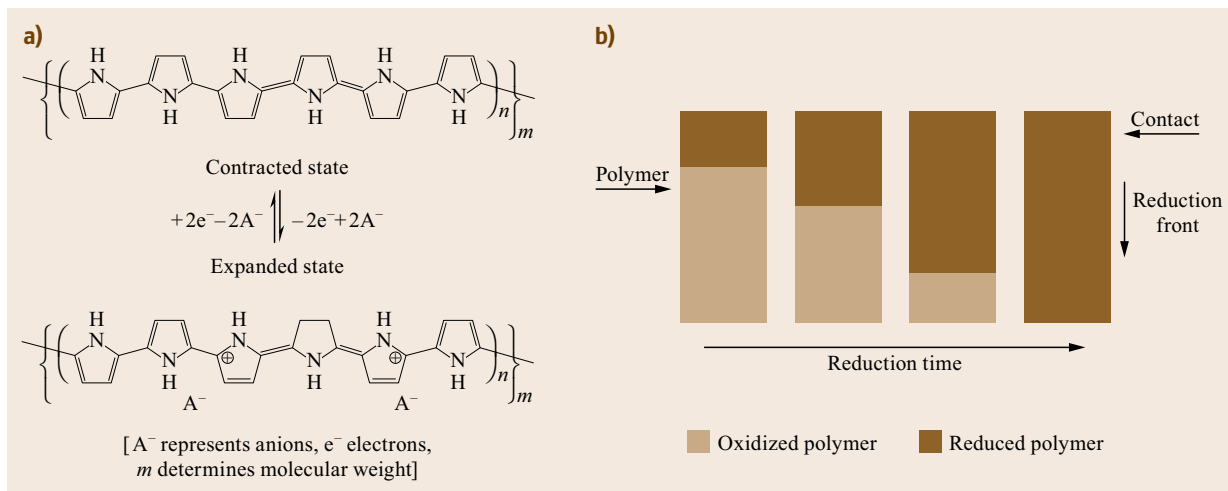 a)
H H H
N N N
N N N
H H H
n
m
Contracted state
+2e⁻−2A⁻ −2e⁻+2A⁻
Expanded state
H H H
N N N
⊕ ⊕
N N N
H H H
n
m
A⁻ A⁻
[A⁻ represents anions, e⁻ electrons,
m determines molecular weight]
b)
Contact
Polymer
Reduction
front
Reduction time
Oxidized polymer
Reduced polymer